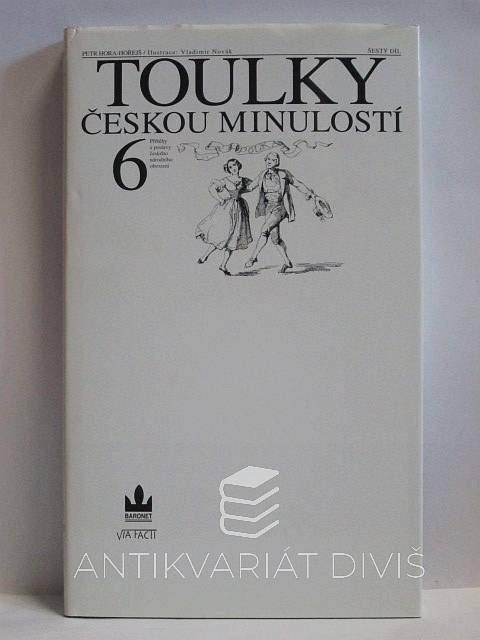 PETR HORA-HOŘEJŠ / Ilustrace: Vladimír Novák ŠESTÝ DÍL
TOULKY
ČESKOU MINULOSTÍ
6
Příběhy
a postavy
českého
národního
obrození
BARONET
VIA FACTI
ANTIKVARIÁT DIVIŠ